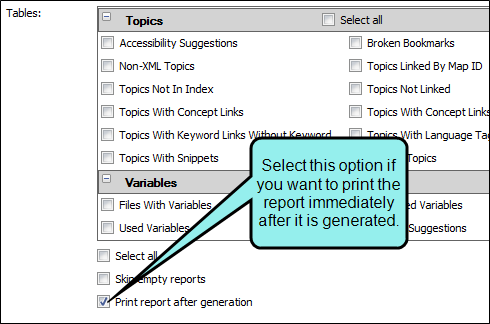 Tables:
Topics Select all
Accessibility Suggestions Broken Bookmarks
Non-XML Topics Topics Linked By Map ID
Topics Not In Index Topics Not Linked
Topics With Concept Links Topics With Concept Links
Topics With Keyword Links Without Keyword Topics With Language Tag
Topics With Snippets Topics
Variables
Files With Variables Variables
Used Variables Suggestions
Select this option if
you want to print the
report immediately
after it is generated.
Select all
Skip empty reports
Print report after generation